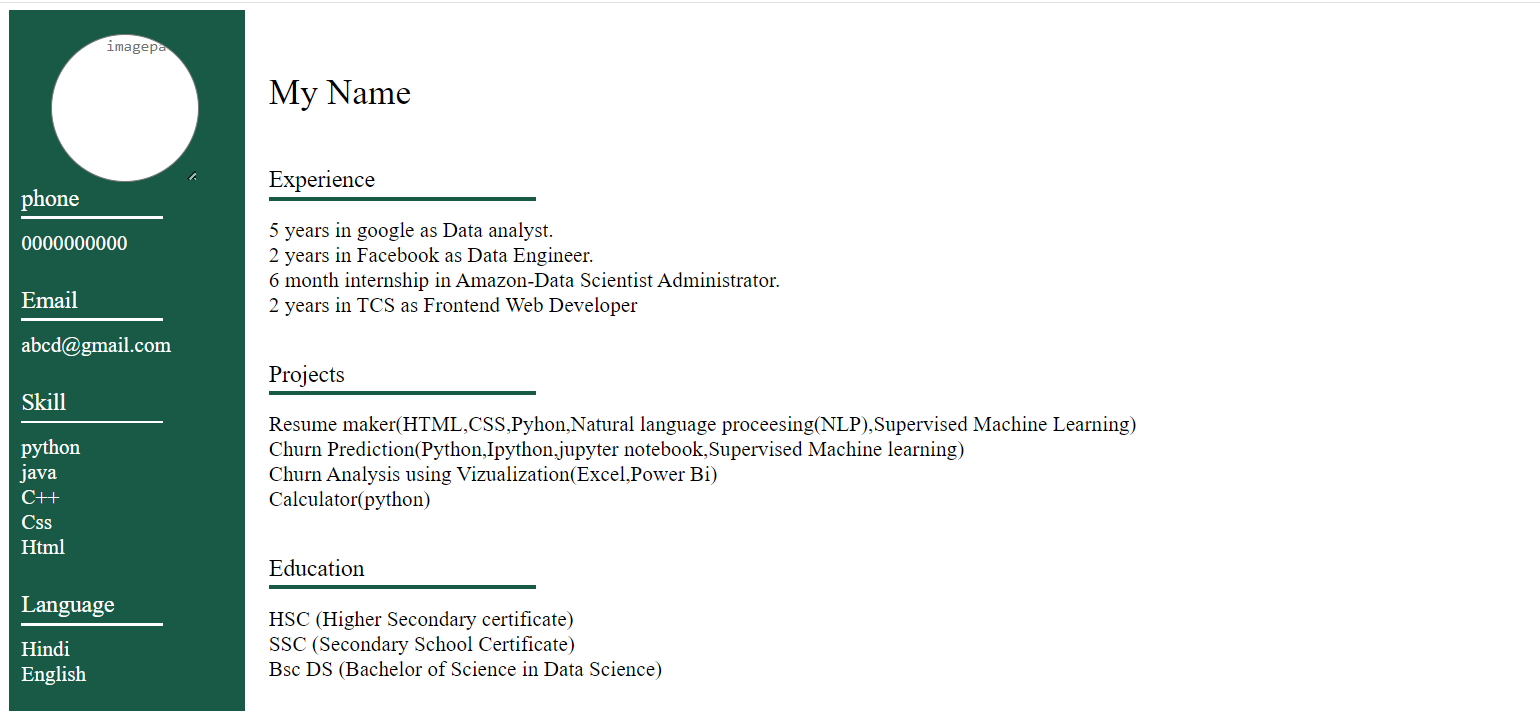 imagepa
phone
0000000000
Email
abcd@gmail.com
Skill
python
java
C++
Css
Html
Language
Hindi
English
My Name
Experience
5 years in google as Data analyst.
2 years in Facebook as Data Engineer.
6 month internship in Amazon-Data Scientist Administrator.
2 years in TCS as Frontend Web Developer
Projects
Resume maker(HTML,CSS,Pyhon,Natural language proceesing(NLP),Supervised Machine Learning)
Churn Prediction(Python,Ipython,jupyter notebook,Supervised Machine learning)
Churn Analysis using Vizualization(Excel,Power Bi)
Calculator(python)
Education
HSC (Higher Secondary certificate)
SSC (Secondary School Certificate)
Bsc DS (Bachelor of Science in Data Science)